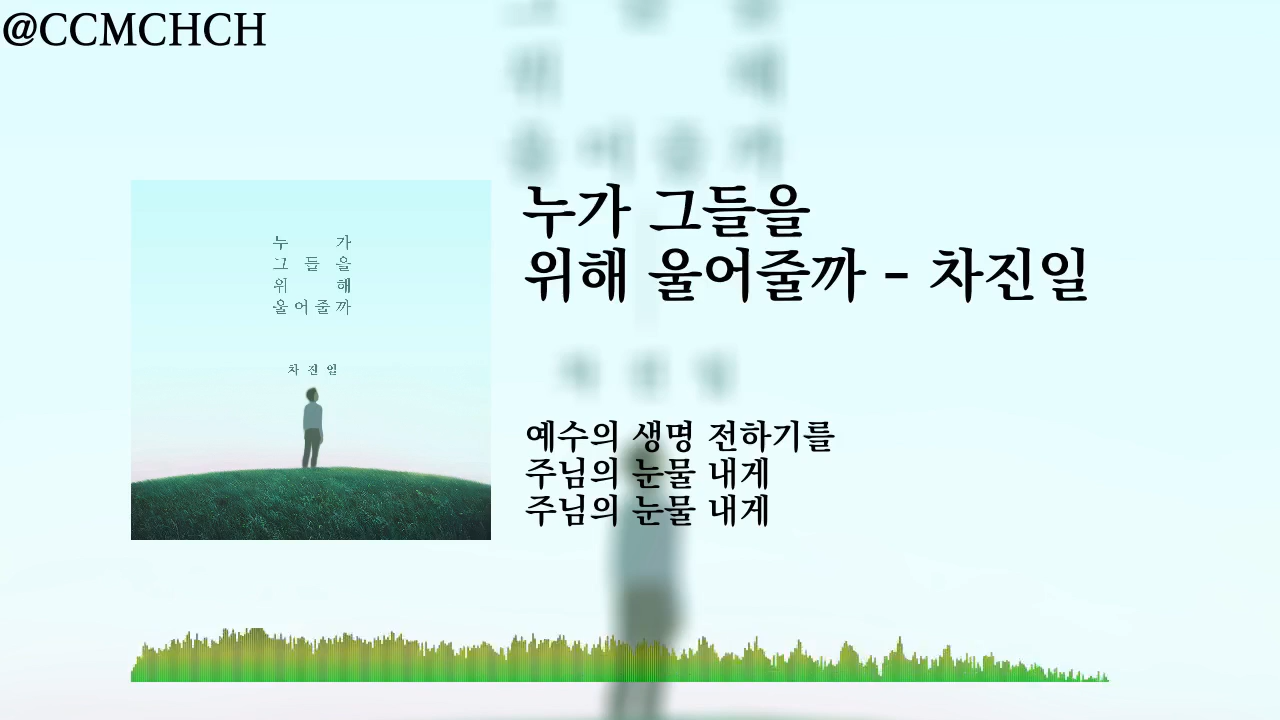 @CCMCHCH
누가
그들을
위해
울어줄까
차진일
누가 그들을
위해 울어줄까 - 차진일
예수의 생명 전하기를
주님의 눈물 내게
주님의 눈물 내게